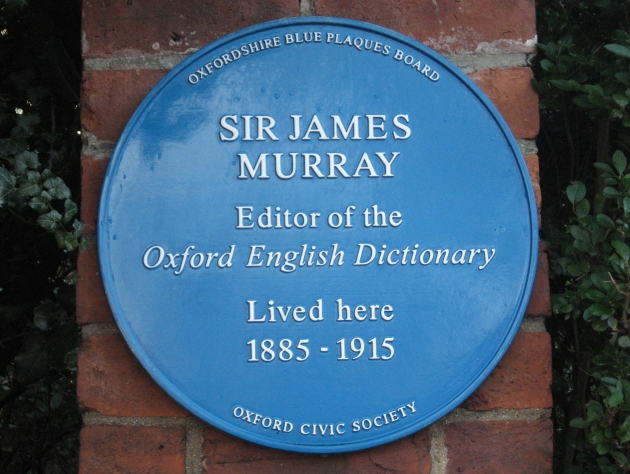 OXFORDSHIRE BLUE PLAQUES BOARD
SIR JAMES
MURRAY
Editor of the
Oxford English Dictionary
Lived here
1885 - 1915
OXFORD CIVIC SOCIETY